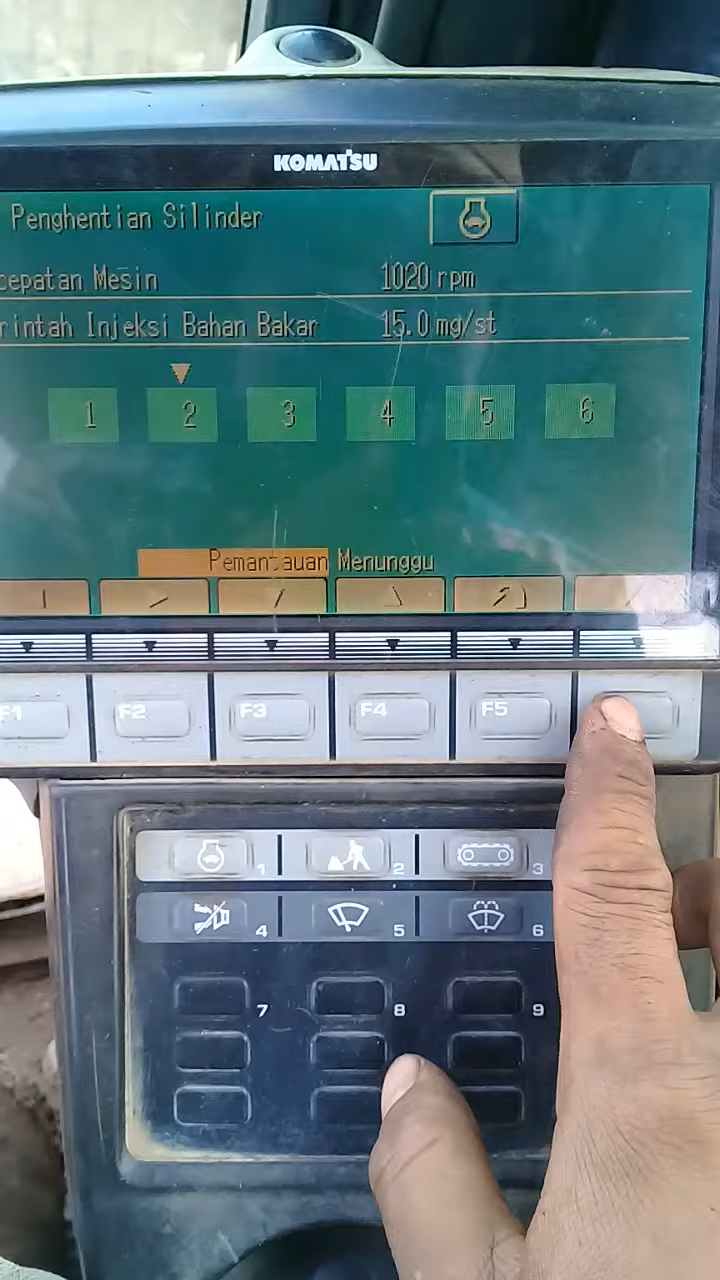 KOMATSU
Penghentian Silinder
cepatan Mesin 1020 rpm
rintah Injeksi Bahan Bakar 15.0 mg/st
1 2 3 4 5 6
Pemantauan Menunggu
F1 F2 F3 F4 F5
1 2 3
4 5 6
7 8 9